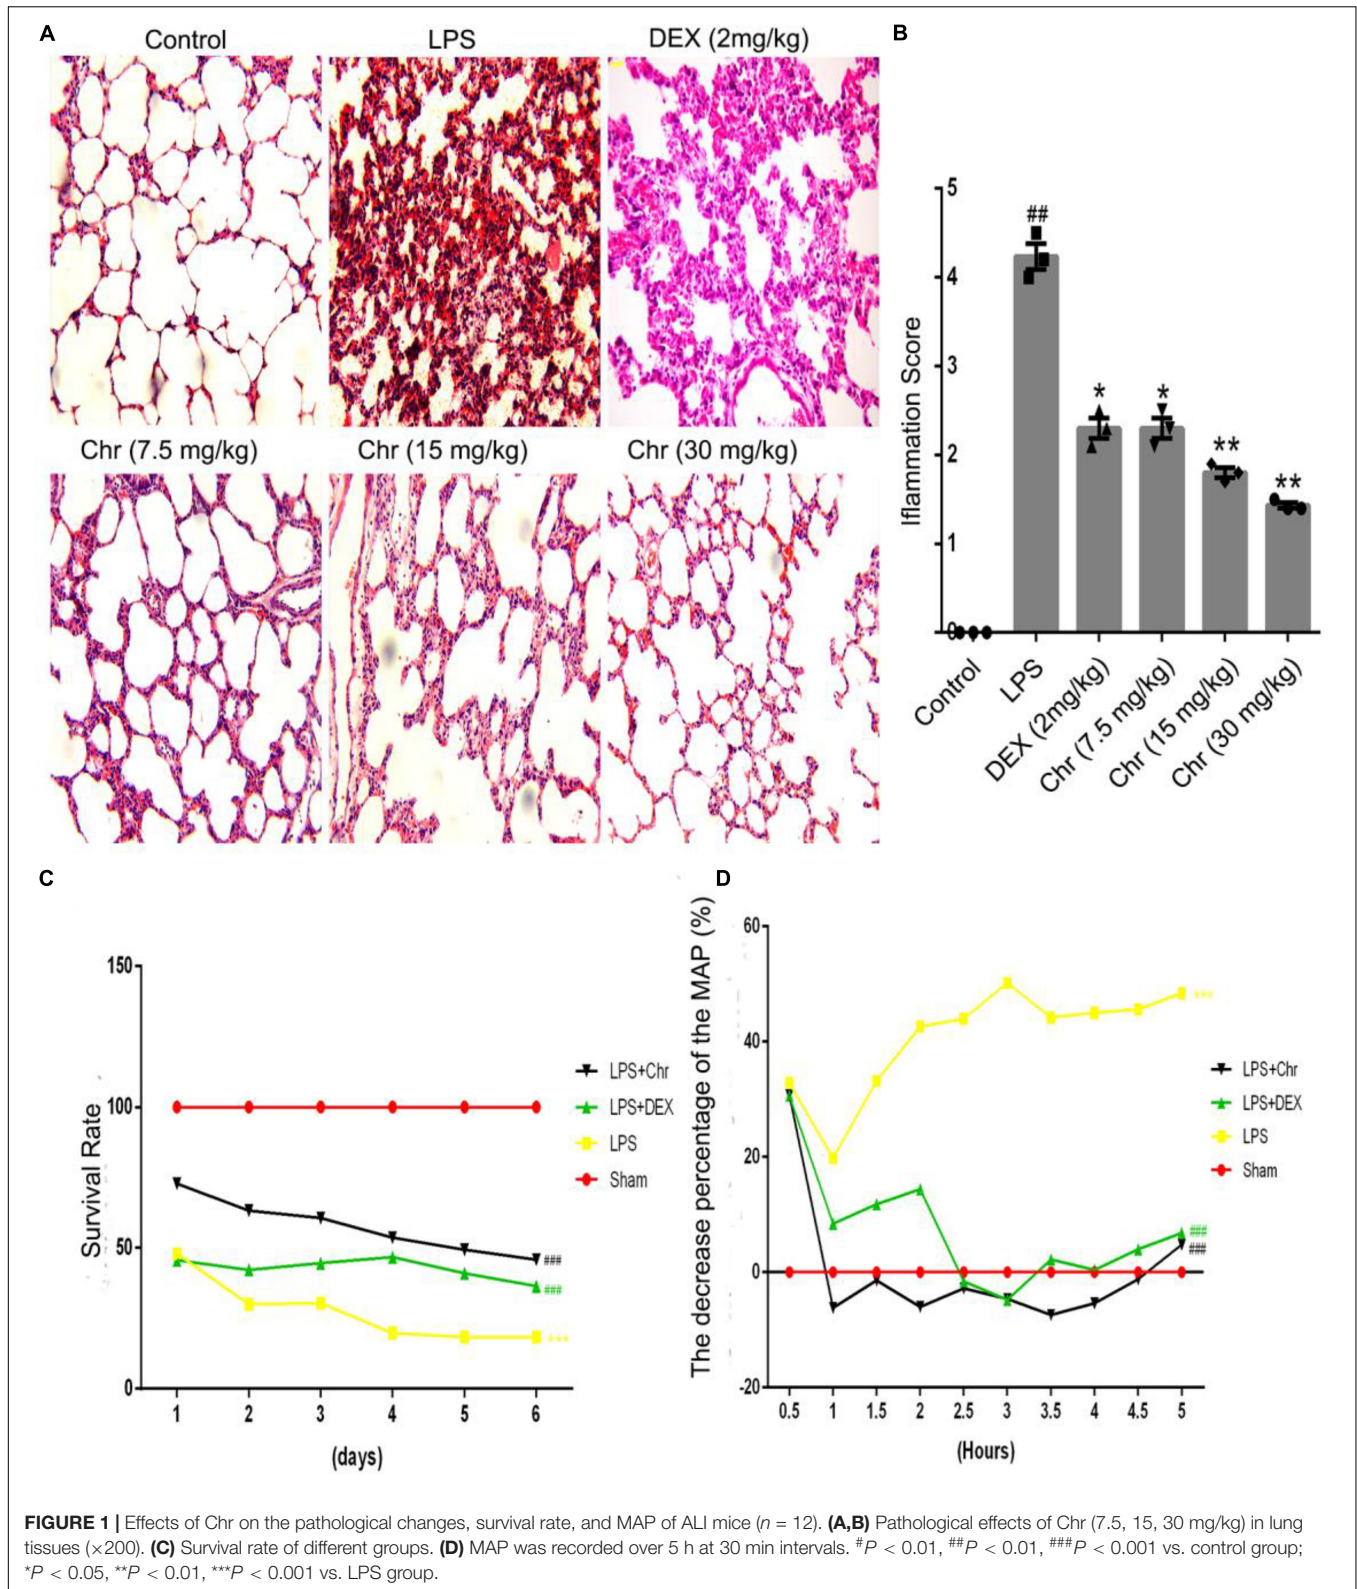 A
Control
LPS
DEX (2mg/kg)
Chr (7.5 mg/kg)
Chr (15 mg/kg)
Chr (30 mg/kg)
B
Iflammation Score
5
4
3
2
1
0
##
*
*
**
**
Control
LPS
DEX (2mg/kg)
Chr (7.5 mg/kg)
Chr (15 mg/kg)
Chr (30 mg/kg)
C
Survival Rate
150
100
50
0
1 2 3 4 5 6
(days)
LPS+Chr
LPS+DEX
LPS
Sham
###
###
***
D
The decrease percentage of the MAP (%)
60
40
20
0
-20
0.5 1 1.5 2 2.5 3 3.5 4 4.5 5
(Hours)
LPS+Chr
LPS+DEX
LPS
Sham
***
###
###
FIGURE 1 | Effects of Chr on the pathological changes, survival rate, and MAP of ALI mice (n = 12). (A,B) Pathological effects of Chr (7.5, 15, 30 mg/kg) in lung
tissues (×200). (C) Survival rate of different groups. (D) MAP was recorded over 5 h at 30 min intervals. #P < 0.01, ##P < 0.01, ###P < 0.001 vs. control group;
*P < 0.05, **P < 0.01, ***P < 0.001 vs. LPS group.